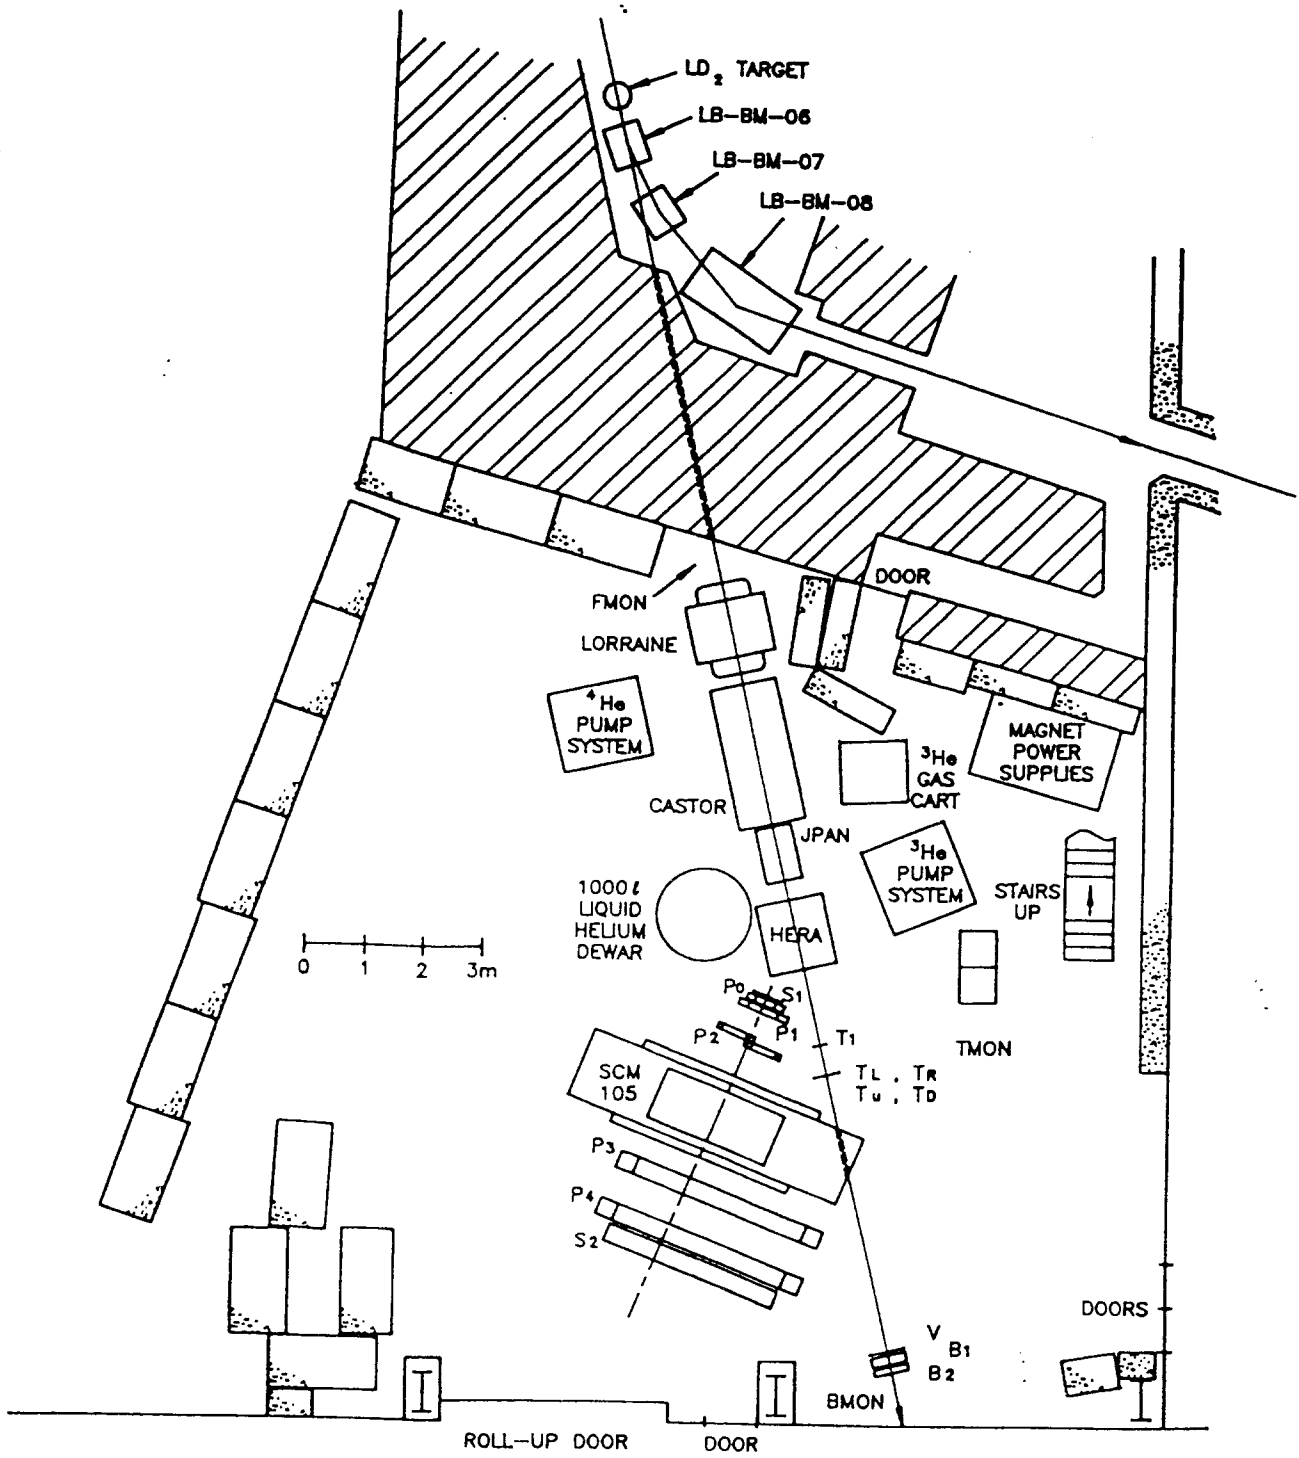 LD₂ TARGET
LB-BM-06
LB-BM-07
LB-BM-08
DOOR
FMON
LORRAINE
⁴He
PUMP
SYSTEM
MAGNET
POWER
SUPPLIES
³He
GAS
CART
CASTOR
JPAN
³He
PUMP
SYSTEM
STAIRS
UP
1000ℓ
LIQUID
HELIUM
DEWAR
HERA
0 1 2 3m
P0 S1
P1
P2
T1
TMON
SCM
105
TL , TR
TU , TD
P3
P4
S2
DOORS
V
B1
B2
BMON
ROLL-UP DOOR
DOOR